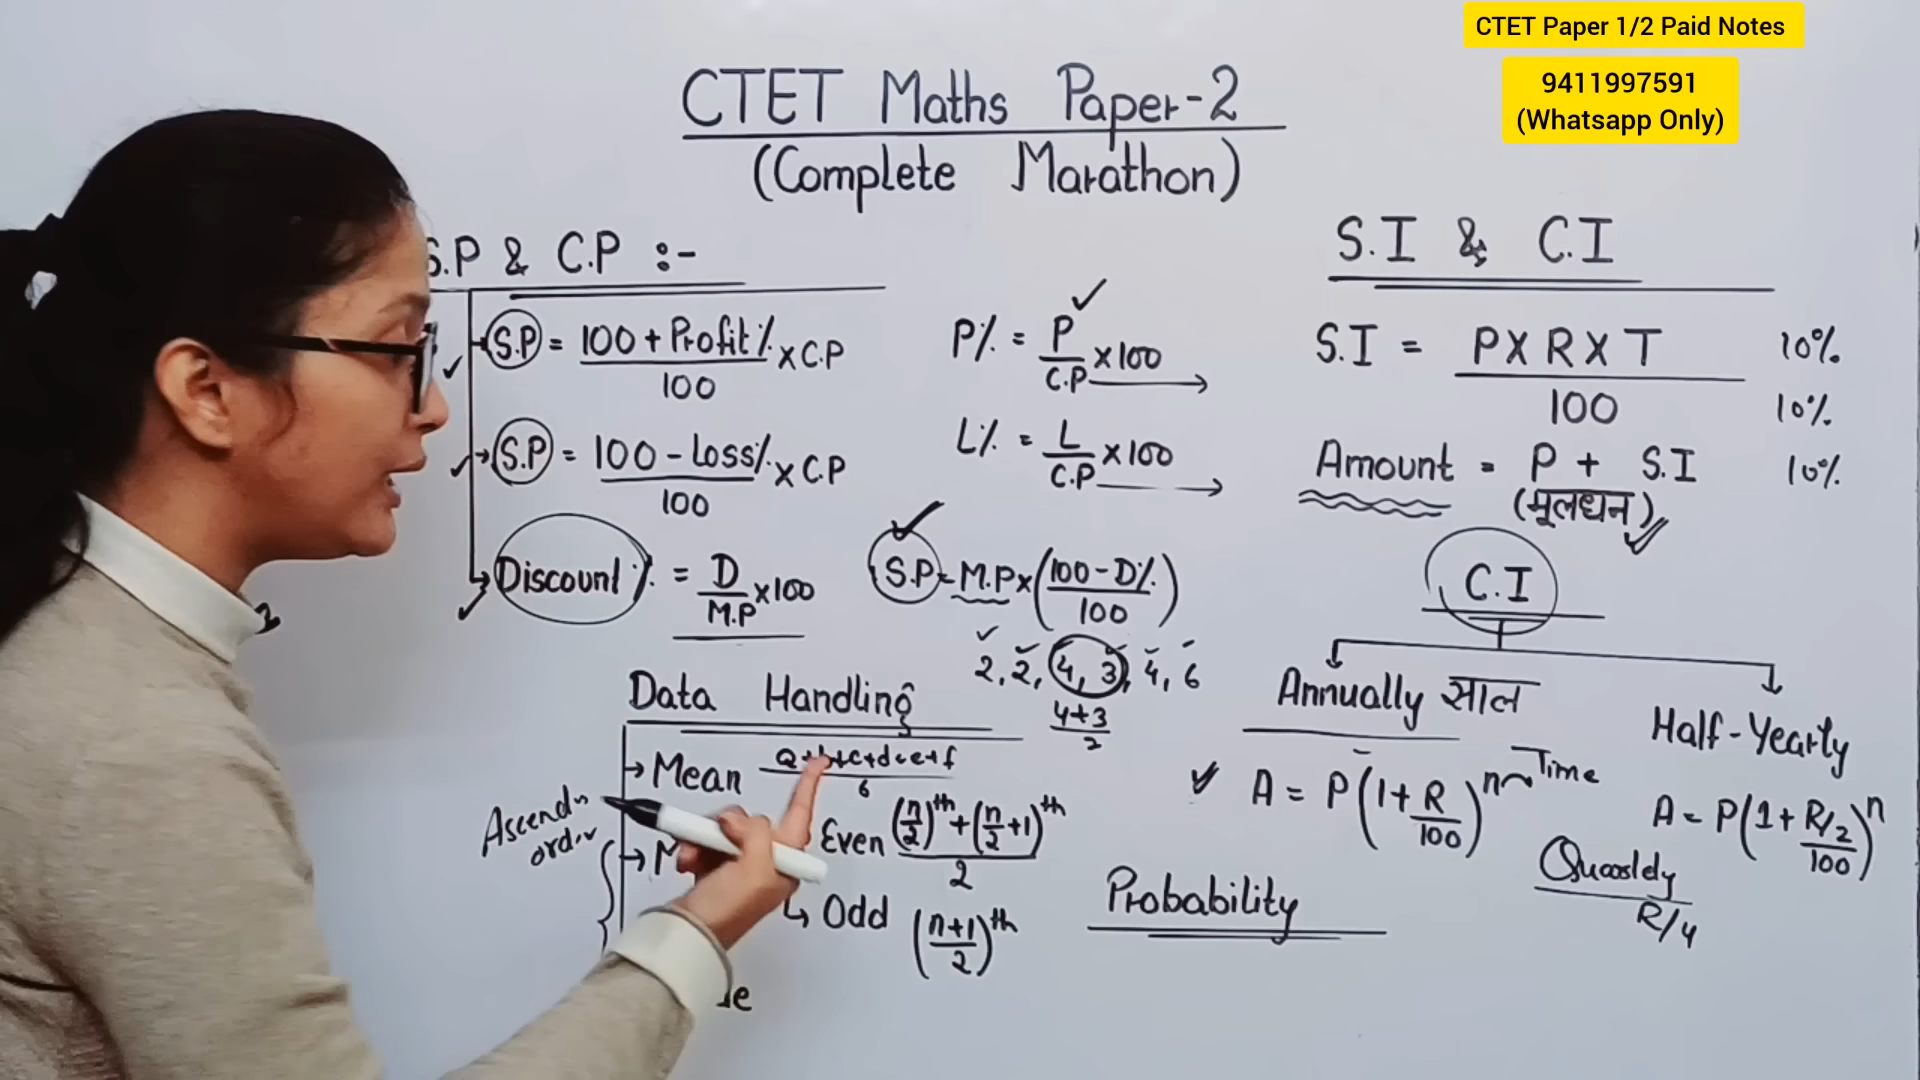 CTET Paper 1/2 Paid Notes
9411997591
(Whatsapp Only)
CTET Maths Paper-2
(Complete Marathon)
S.P & C.P :-
S.P = 100 + Profit% / 100 × C.P
S.P = 100 - Loss% / 100 × C.P
Discount % = D / M.P × 100
P% = P / C.P × 100
L% = L / C.P × 100
S.P = M.P × (100 - D% / 100)
2, 2, 4, 3, 4, 6
4+3 / 2
Data Handling
Mean a+b+c+d+e+f / 6
Even (n/2)th + (n/2 + 1)th / 2
Odd (n+1 / 2)th
S.I & C.I
S.I = P X R X T / 100
10%
10%
10%
Amount = P + S.I
(मूलधन)
C.I
Annually साल
A = P(1 + R/100)n Time
Half-Yearly
A = P(1 + R/2 / 100)n
R/4
Probability